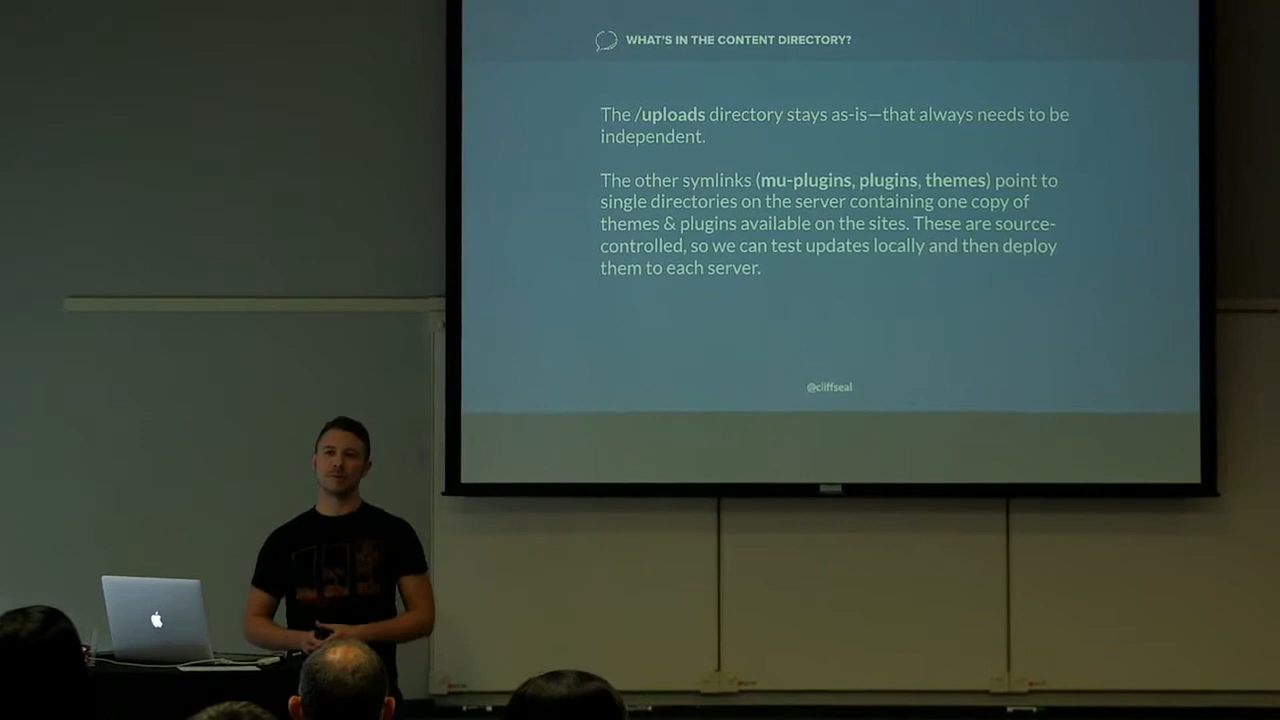 WHAT'S IN THE CONTENT DIRECTORY?
The /uploads directory stays as-is—that always needs to be
independent.
The other symlinks (mu-plugins, plugins, themes) point to
single directories on the server containing one copy of
themes & plugins available on the sites. These are source-
controlled, so we can test updates locally and then deploy
them to each server.
@cliffseal